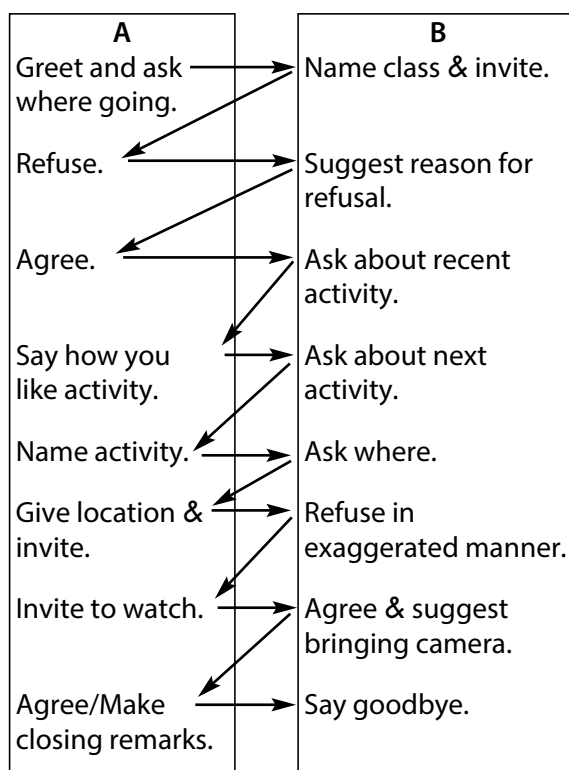 A
B
Greet and ask
where going.
Name class & invite.
Refuse.
Suggest reason for
refusal.
Agree.
Ask about recent
activity.
Say how you
like activity.
Ask about next
activity.
Name activity.
Ask where.
Give location &
invite.
Refuse in
exaggerated manner.
Invite to watch.
Agree & suggest
bringing camera.
Agree/Make
closing remarks.
Say goodbye.